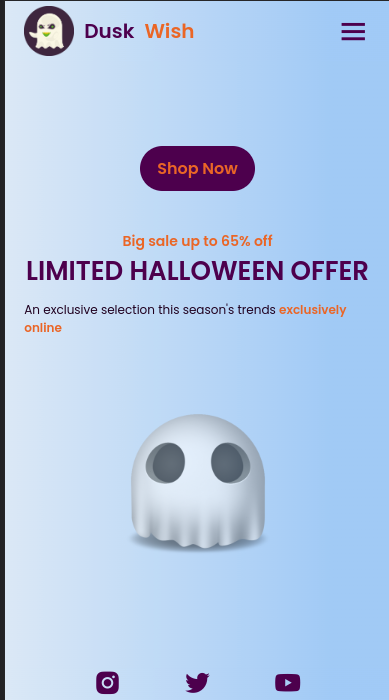 Dusk Wish
Shop Now
Big sale up to 65% off
LIMITED HALLOWEEN OFFER
An exclusive selection this season's trends exclusively
online